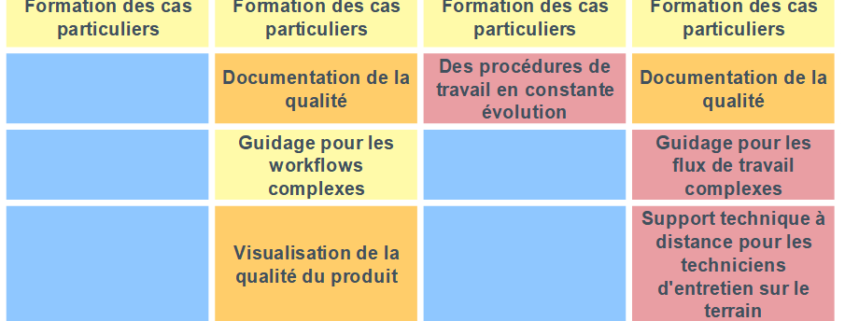 Formation des cas
particuliers
Formation des cas
particuliers
Formation des cas
particuliers
Formation des cas
particuliers
Documentation de la
qualité
Des procédures de
travail en constante
évolution
Documentation de la
qualité
Guidage pour les
workflows
complexes
Guidage pour les
flux de travail
complexes
Visualisation de la
qualité du produit
Support technique à
distance pour les
techniciens
d'entretien sur le
terrain